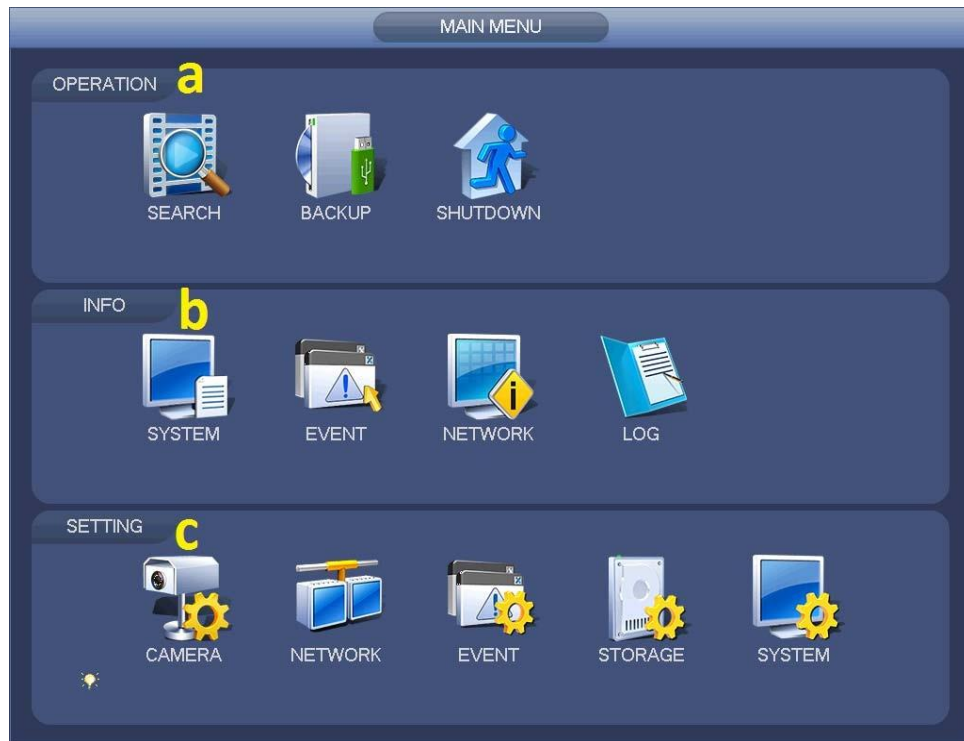 MAIN MENU
OPERATION a
SEARCH BACKUP SHUTDOWN
INFO b
SYSTEM EVENT NETWORK LOG
SETTING c
CAMERA NETWORK EVENT STORAGE SYSTEM